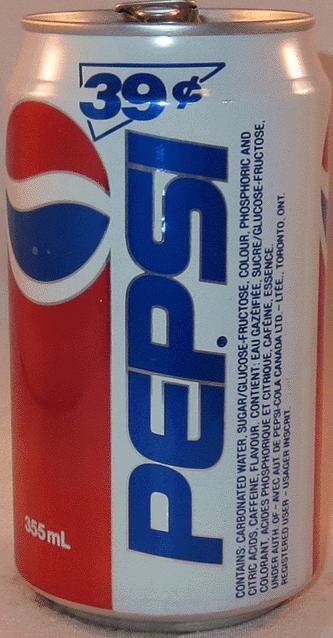 39¢
PEPSI
355 mL
CONTAINS: CARBONATED WATER, SUGAR/GLUCOSE-FRUCTOSE, COLOUR, PHOSPHORIC AND
CITRIC ACIDS, CAFFEINE, FLAVOUR. CONTIENT: EAU GAZÉIFIÉE, SUCRE/GLUCOSE-FRUCTOSE,
COLORANT, ACIDES PHOSPHORIQUE ET CITRIQUE, CAFÉINE, ESSENCE.
UNDER AUTH. OF - AVEC AUT DE PEPSI-COLA CANADA LTD. - LTÉE., TORONTO, ONT.
REGISTERED USER - USAGER INSCRIT.